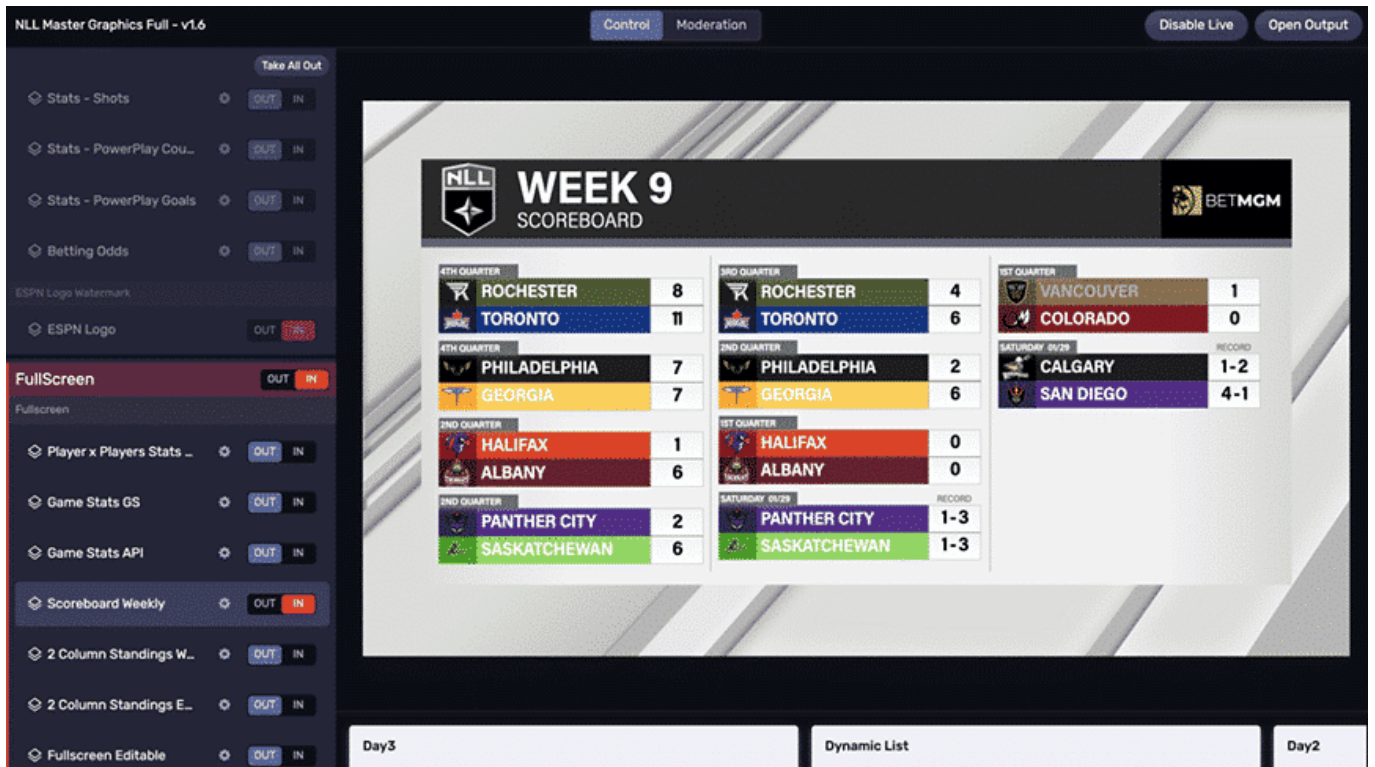 NLL Master Graphics Full - v1.6
Control
Moderation
Disable Live
Open Output
Take All Out
Stats - Shots
OUT IN
Stats - PowerPlay Cou...
OUT IN
Stats - PowerPlay Goals
OUT IN
Betting Odds
OUT IN
ESPN Logo Watermark
ESPN Logo
OUT IN
FullScreen
OUT IN
Fullscreen
Player x Players Stats ...
OUT IN
Game Stats GS
OUT IN
Game Stats API
OUT IN
Scoreboard Weekly
OUT IN
2 Column Standings W...
OUT IN
2 Column Standings E...
OUT IN
Fullscreen Editable
OUT IN
NLL
WEEK 9
SCOREBOARD
BETMGM
4TH QUARTER
ROCHESTER 8
TORONTO 11
4TH QUARTER
PHILADELPHIA 7
GEORGIA 7
2ND QUARTER
HALIFAX 1
ALBANY 6
2ND QUARTER
PANTHER CITY 2
SASKATCHEWAN 6
3RD QUARTER
ROCHESTER 4
TORONTO 6
2ND QUARTER
PHILADELPHIA 2
GEORGIA 6
1ST QUARTER
HALIFAX 0
ALBANY 0
SATURDAY 01/29 RECORD
PANTHER CITY 1-3
SASKATCHEWAN 1-3
1ST QUARTER
VANCOUVER 1
COLORADO 0
SATURDAY 01/29 RECORD
CALGARY 1-2
SAN DIEGO 4-1
Day3
Dynamic List
Day2